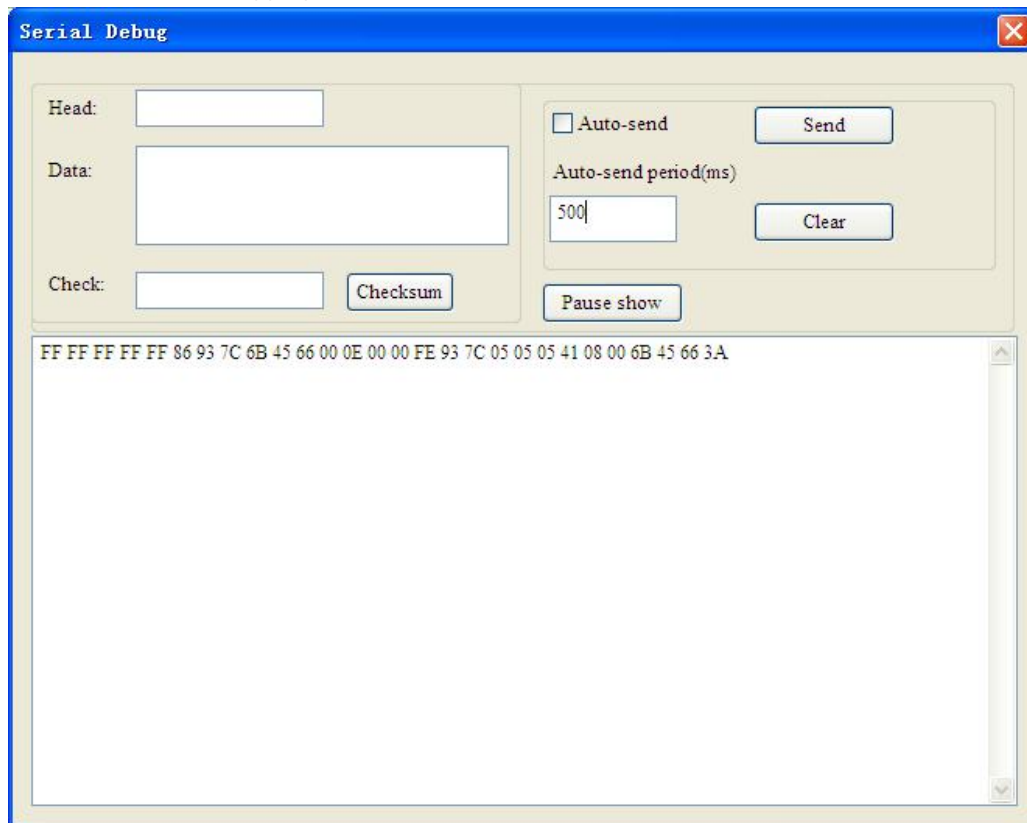 Serial Debug
Head:
Data:
Check:
Checksum
Auto-send
Send
Auto-send period(ms)
500
Clear
Pause show
FF FF FF FF FF 86 93 7C 6B 45 66 00 0E 00 00 FE 93 7C 05 05 05 41 08 00 6B 45 66 3A